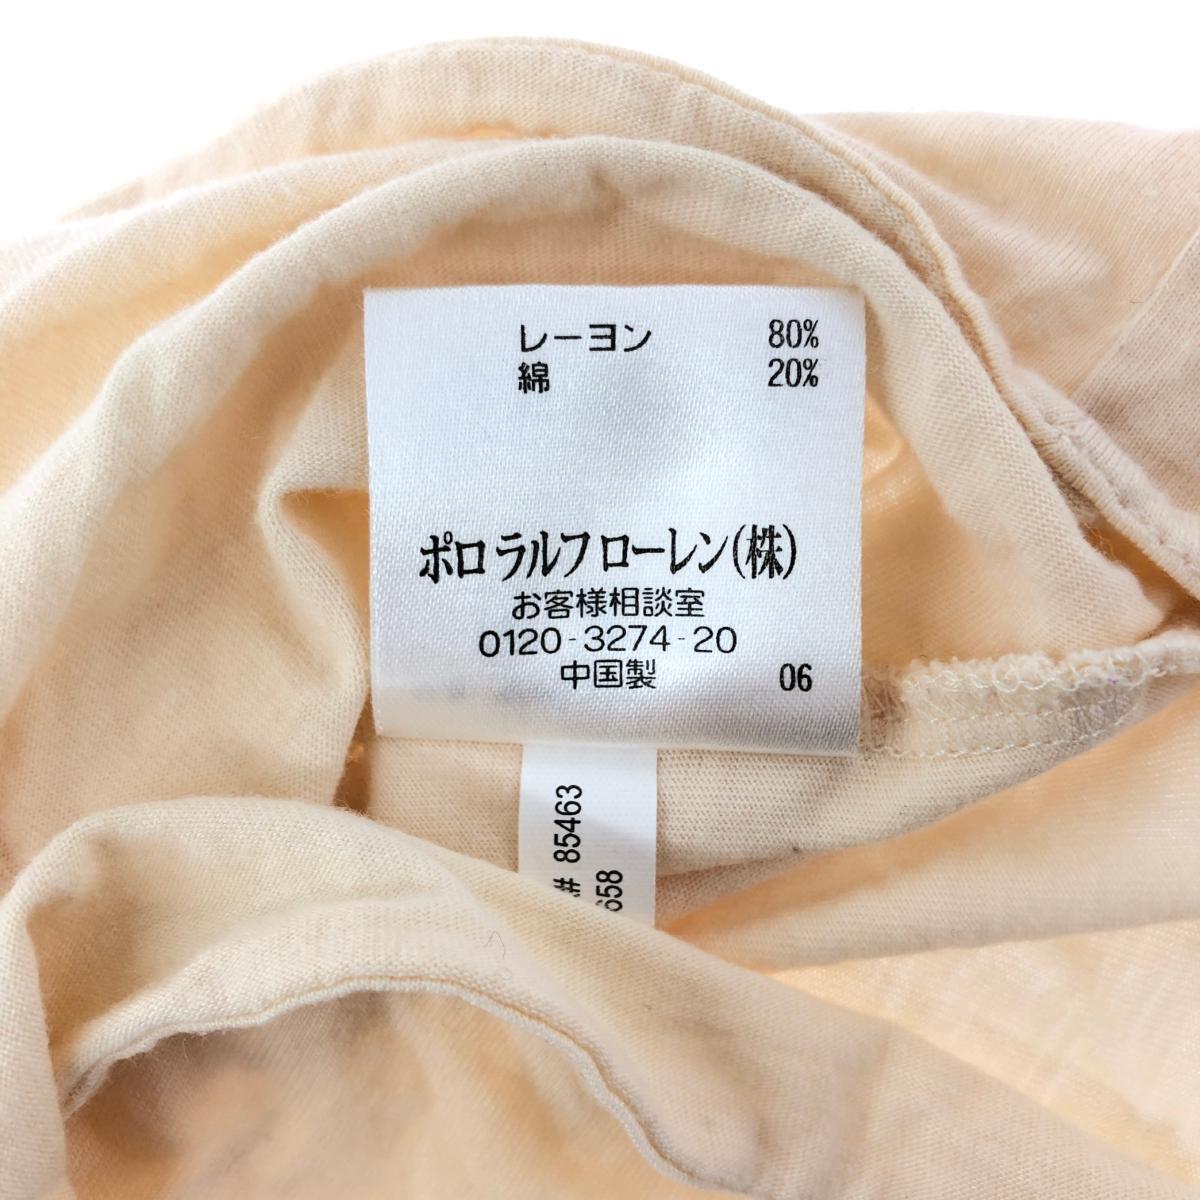 レーヨン 80%
綿 20%
ポロ ラルフ ローレン(株)
お客様相談室
0120-3274-20
中国製 06
# 85463
658